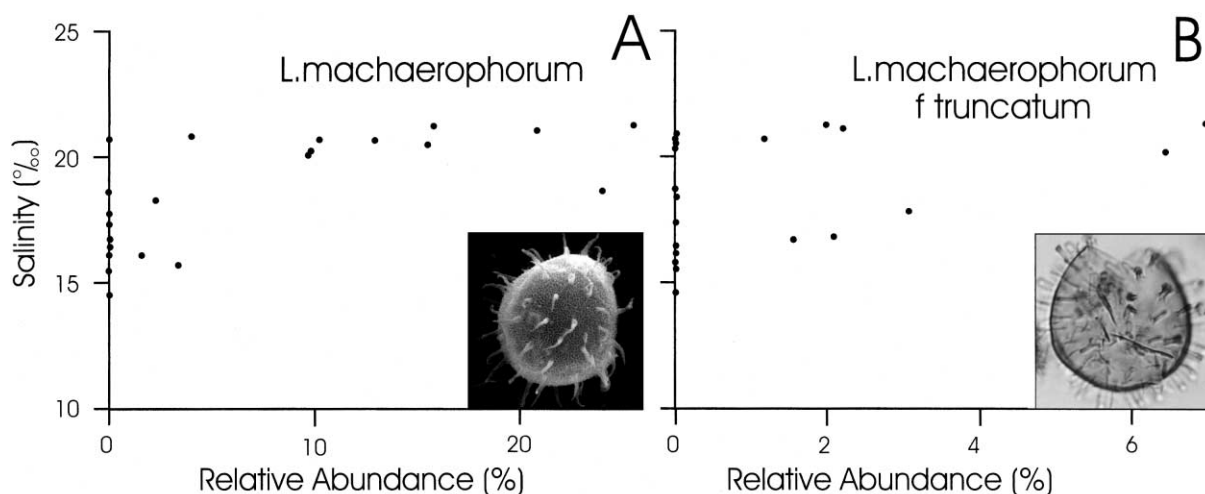 A
L.machaerophorum
25
20
15
10
Salinity (‰)
0
10
20
Relative Abundance (%)
B
L.machaerophorum
f truncatum
0
2
4
6
Relative Abundance (%)